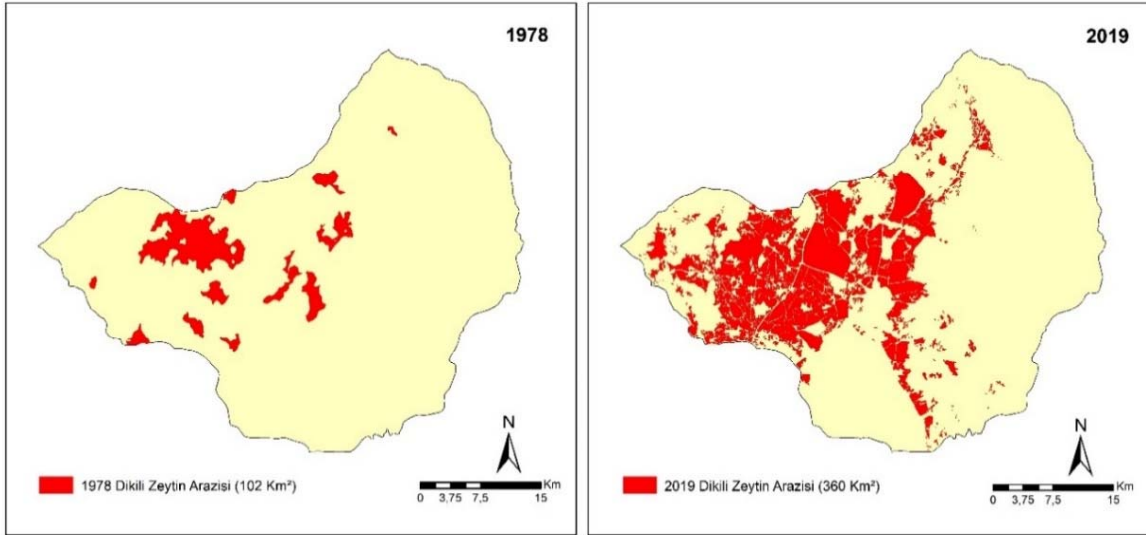 1978
N
1978 Dikili Zeytin Arazisi (102 Km²)
Km
0 3,75 7,5 15
2019
N
2019 Dikili Zeytin Arazisi (360 Km²)
Km
0 3,75 7,5 15